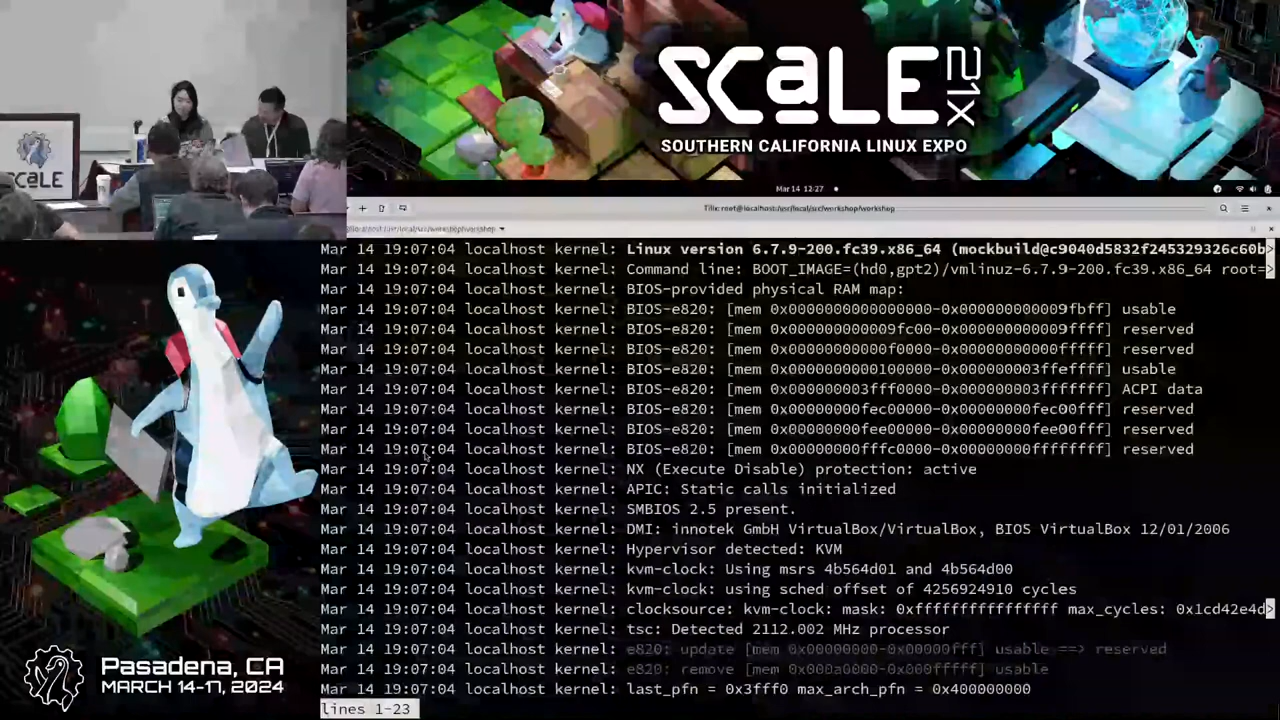 SCaLE 21X
SOUTHERN CALIFORNIA LINUX EXPO
SCaLE
Mar 14 12:27
Tilix: root@localhost:/usr/local/src/workshop/workshop
Mar 14 19:07:04 localhost kernel: Linux version 6.7.9-200.fc39.x86_64 (mockbuild@c9040d5832f245329326c60b>
Mar 14 19:07:04 localhost kernel: Command line: BOOT_IMAGE=(hd0,gpt2)/vmlinuz-6.7.9-200.fc39.x86_64 root=>
Mar 14 19:07:04 localhost kernel: BIOS-provided physical RAM map:
Mar 14 19:07:04 localhost kernel: BIOS-e820: [mem 0x0000000000000000-0x000000000009fbff] usable
Mar 14 19:07:04 localhost kernel: BIOS-e820: [mem 0x000000000009fc00-0x000000000009ffff] reserved
Mar 14 19:07:04 localhost kernel: BIOS-e820: [mem 0x00000000000f0000-0x00000000000fffff] reserved
Mar 14 19:07:04 localhost kernel: BIOS-e820: [mem 0x0000000000100000-0x000000003ffeffff] usable
Mar 14 19:07:04 localhost kernel: BIOS-e820: [mem 0x000000003fff0000-0x000000003fffffff] ACPI data
Mar 14 19:07:04 localhost kernel: BIOS-e820: [mem 0x00000000fec00000-0x00000000fec00fff] reserved
Mar 14 19:07:04 localhost kernel: BIOS-e820: [mem 0x00000000fee00000-0x00000000fee00fff] reserved
Mar 14 19:07:04 localhost kernel: BIOS-e820: [mem 0x00000000fffc0000-0x00000000ffffffff] reserved
Mar 14 19:07:04 localhost kernel: NX (Execute Disable) protection: active
Mar 14 19:07:04 localhost kernel: APIC: Static calls initialized
Mar 14 19:07:04 localhost kernel: SMBIOS 2.5 present.
Mar 14 19:07:04 localhost kernel: DMI: innotek GmbH VirtualBox/VirtualBox, BIOS VirtualBox 12/01/2006
Mar 14 19:07:04 localhost kernel: Hypervisor detected: KVM
Mar 14 19:07:04 localhost kernel: kvm-clock: Using msrs 4b564d01 and 4b564d00
Mar 14 19:07:04 localhost kernel: kvm-clock: using sched offset of 4256924910 cycles
Mar 14 19:07:04 localhost kernel: clocksource: kvm-clock: mask: 0xffffffffffffffff max_cycles: 0x1cd42e4d>
Mar 14 19:07:04 localhost kernel: tsc: Detected 2112.002 MHz processor
Mar 14 19:07:04 localhost kernel: e820: update [mem 0x00000000-0x00000fff] usable ==> reserved
Mar 14 19:07:04 localhost kernel: e820: remove [mem 0x000a0000-0x000fffff] usable
Mar 14 19:07:04 localhost kernel: last_pfn = 0x3fff0 max_arch_pfn = 0x400000000
lines 1-23
Pasadena, CA
MARCH 14-17, 2024